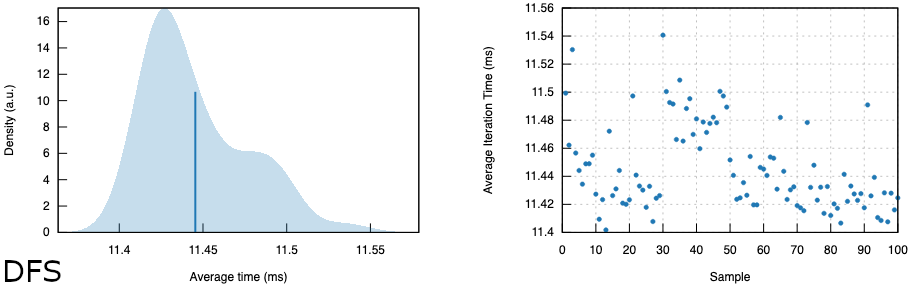 Density (a.u.)
16
14
12
10
8
6
4
2
0
11.4 11.45 11.5 11.55
Average time (ms)
DFS
Average Iteration Time (ms)
11.56
11.54
11.52
11.5
11.48
11.46
11.44
11.42
11.4
0 10 20 30 40 50 60 70 80 90 100
Sample